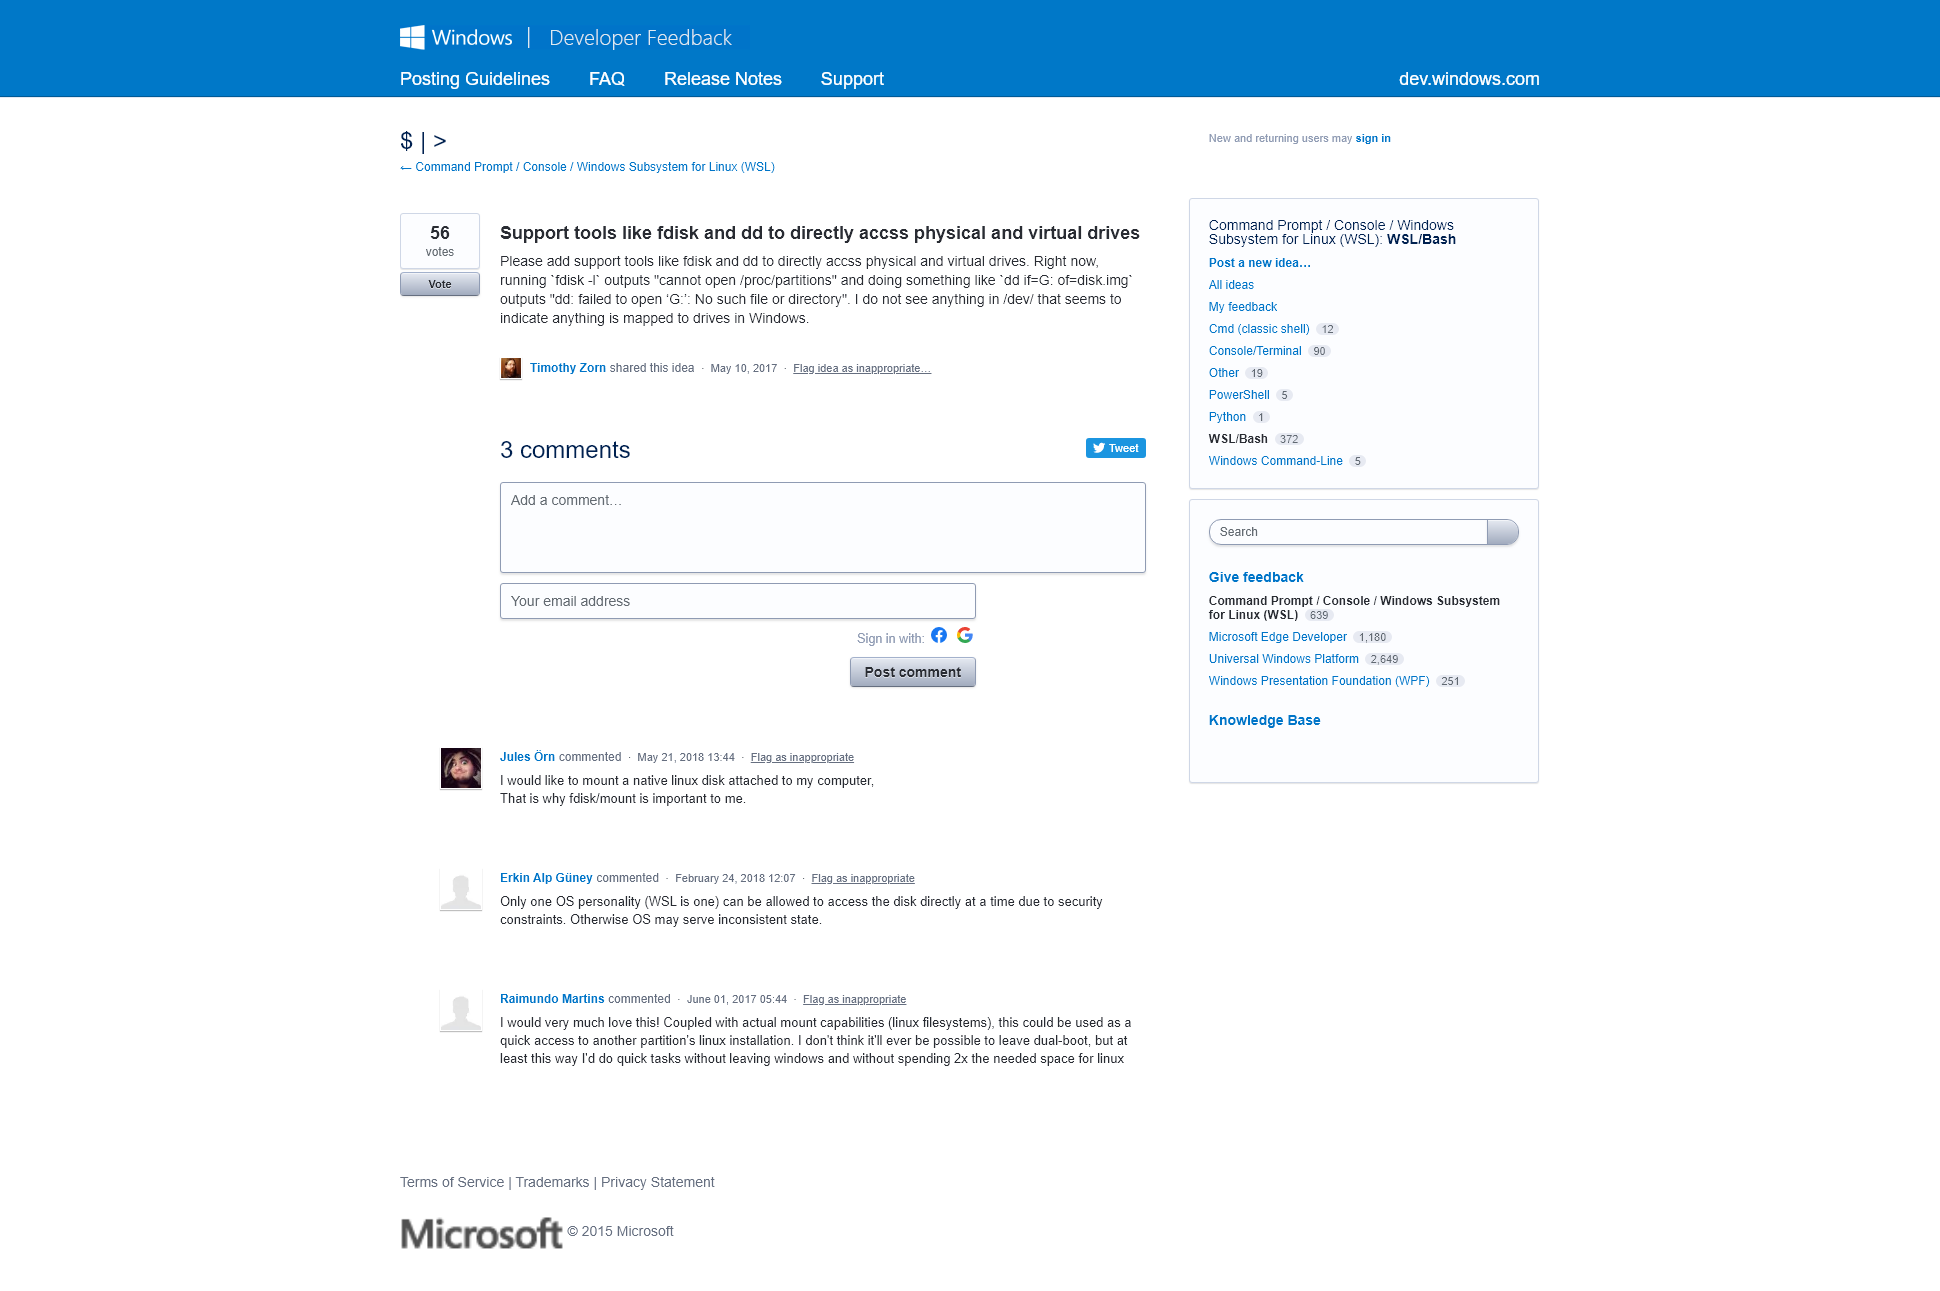 Windows | Developer Feedback
Posting Guidelines FAQ Release Notes Support dev.windows.com
$ | >
← Command Prompt / Console / Windows Subsystem for Linux (WSL)
New and returning users may sign in
56
votes
Vote
Support tools like fdisk and dd to directly accss physical and virtual drives
Please add support tools like fdisk and dd to directly accss physical and virtual drives. Right now,
running `fdisk -l` outputs "cannot open /proc/partitions" and doing something like `dd if=G: of=disk.img`
outputs "dd: failed to open ‘G:’: No such file or directory". I do not see anything in /dev/ that seems to
indicate anything is mapped to drives in Windows.
Timothy Zorn shared this idea · May 10, 2017 · Flag idea as inappropriate…
3 comments
Tweet
Add a comment…
Your email address
Sign in with:
Post comment
Jules Örn commented · May 21, 2018 13:44 · Flag as inappropriate
I would like to mount a native linux disk attached to my computer,
That is why fdisk/mount is important to me.
Erkin Alp Güney commented · February 24, 2018 12:07 · Flag as inappropriate
Only one OS personality (WSL is one) can be allowed to access the disk directly at a time due to security
constraints. Otherwise OS may serve inconsistent state.
Raimundo Martins commented · June 01, 2017 05:44 · Flag as inappropriate
I would very much love this! Coupled with actual mount capabilities (linux filesystems), this could be used as a
quick access to another partition's linux installation. I don't think it'll ever be possible to leave dual-boot, but at
least this way I'd do quick tasks without leaving windows and without spending 2x the needed space for linux
Command Prompt / Console / Windows
Subsystem for Linux (WSL): WSL/Bash
Post a new idea…
All ideas
My feedback
Cmd (classic shell) 12
Console/Terminal 90
Other 19
PowerShell 5
Python 1
WSL/Bash 372
Windows Command-Line 5
Search
Give feedback
Command Prompt / Console / Windows Subsystem
for Linux (WSL) 639
Microsoft Edge Developer 1,180
Universal Windows Platform 2,649
Windows Presentation Foundation (WPF) 251
Knowledge Base
Terms of Service | Trademarks | Privacy Statement
Microsoft © 2015 Microsoft